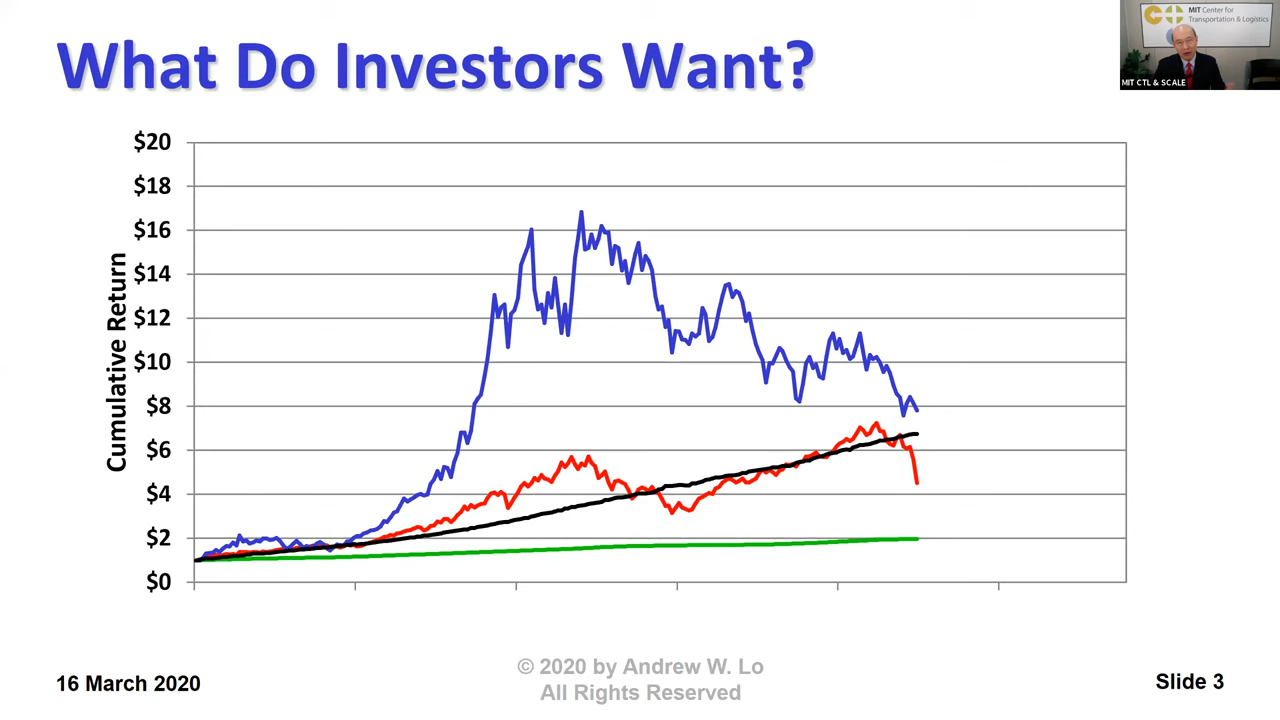 What Do Investors Want?
MIT Center for
Transportation & Logistics
MIT CTL & SCALE
$20
$18
$16
$14
$12
$10
$8
$6
$4
$2
$0
Cumulative Return
16 March 2020
© 2020 by Andrew W. Lo
All Rights Reserved
Slide 3